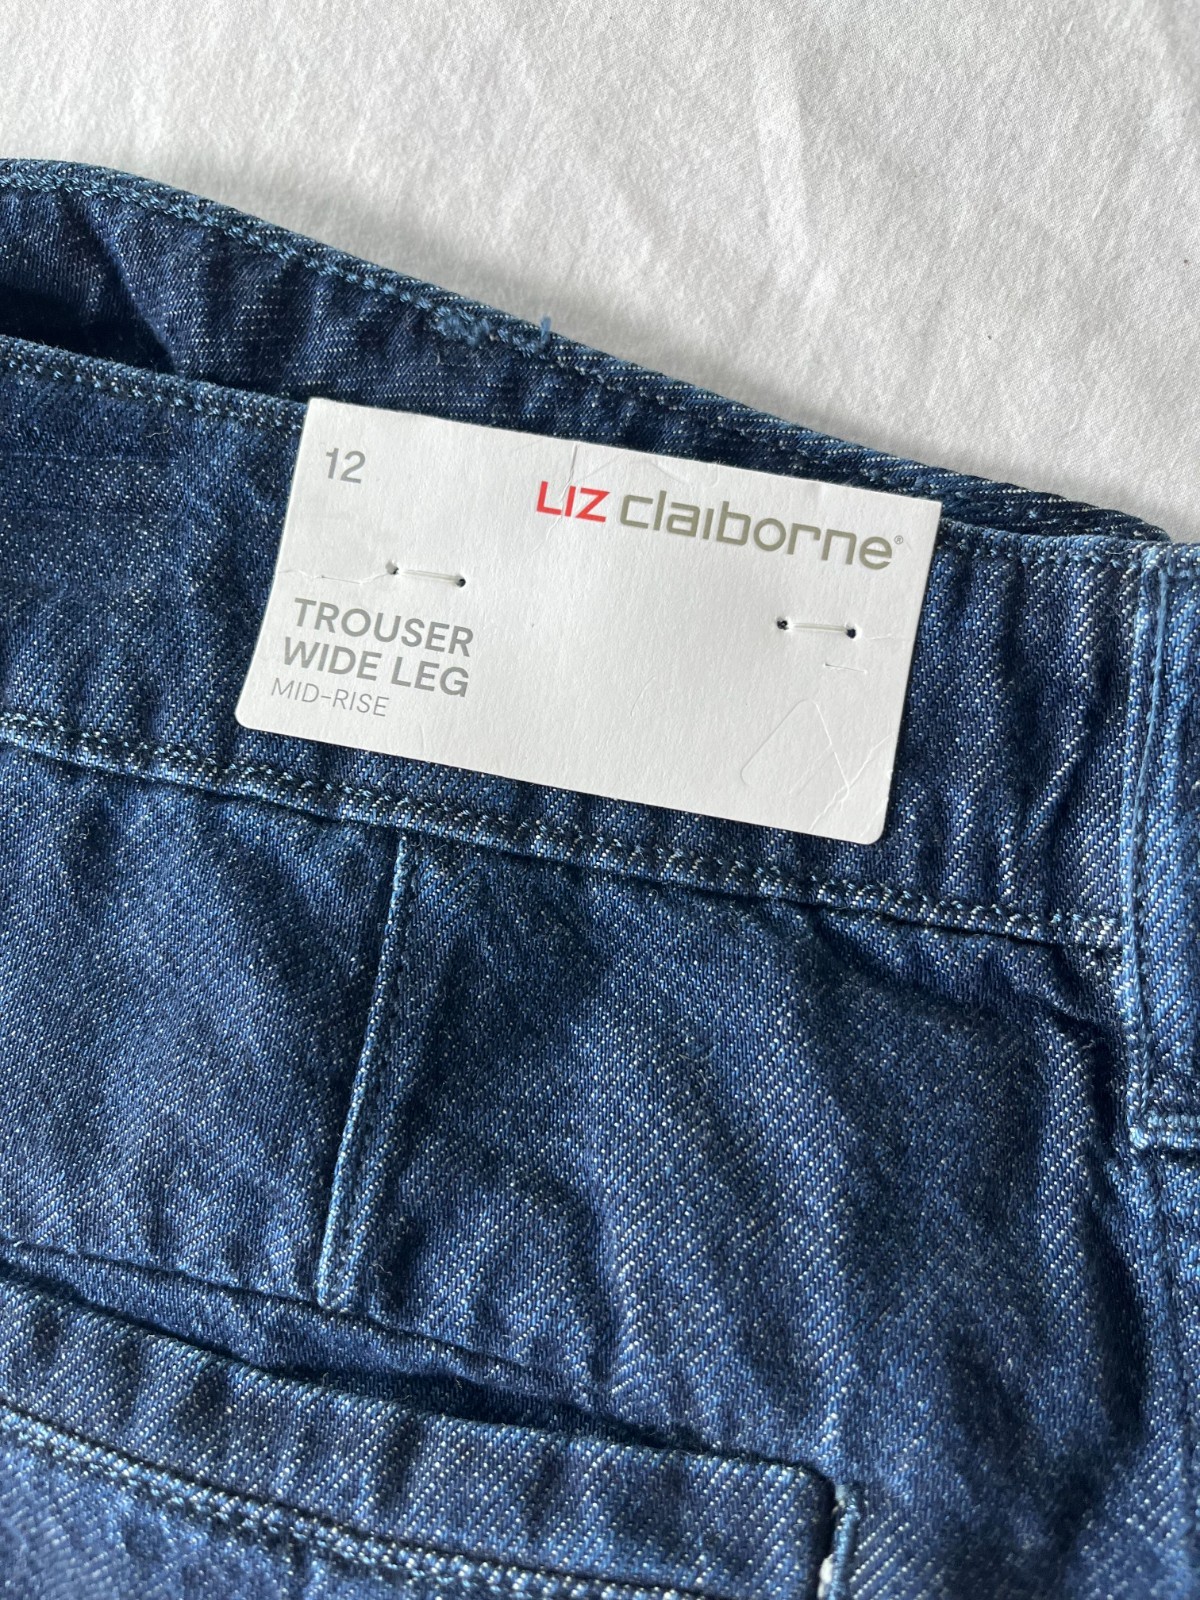 12
LIZ claiborne®
TROUSER
WIDE LEG
MID-RISE